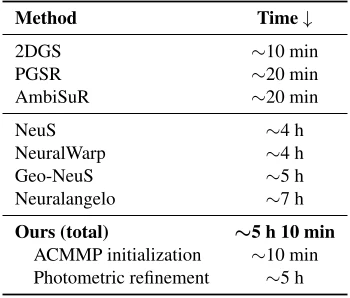 Method Time ↓
2DGS ∼10 min
PGSR ∼20 min
AmbiSuR ∼20 min
NeuS ∼4 h
NeuralWarp ∼4 h
Geo-NeuS ∼5 h
Neuralangelo ∼7 h
Ours (total) ∼5 h 10 min
ACMMP initialization ∼10 min
Photometric refinement ∼5 h